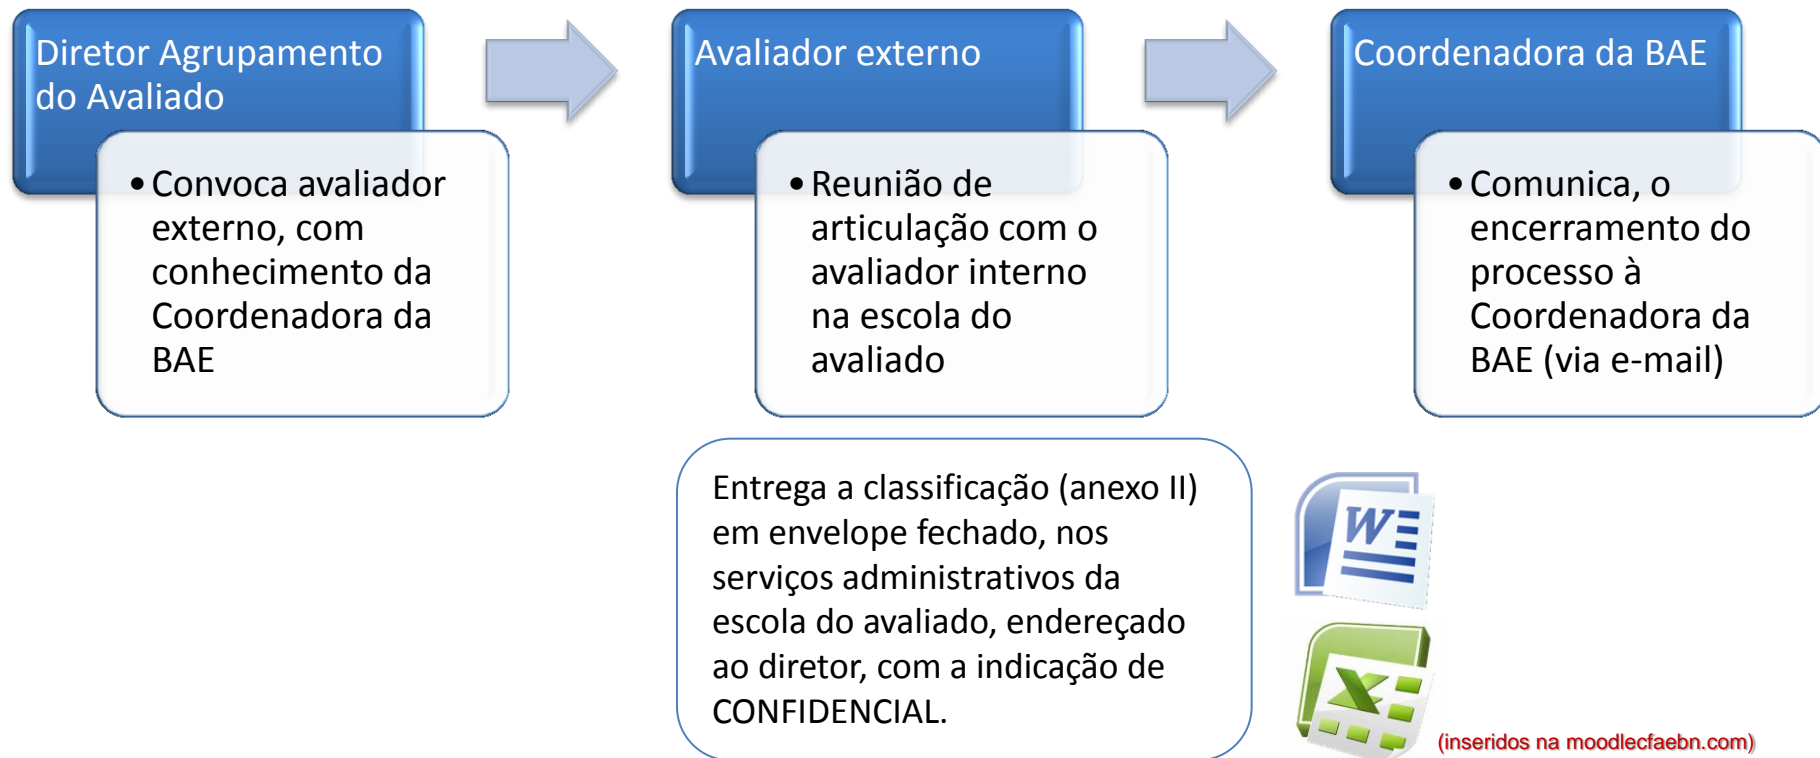 Diretor Agrupamento
do Avaliado
• Convoca avaliador
externo, com
conhecimento da
Coordenadora da
BAE
Avaliador externo
• Reunião de
articulação com o
avaliador interno
na escola do
avaliado
Coordenadora da BAE
• Comunica, o
encerramento do
processo à
Coordenadora da
BAE (via e-mail)
Entrega a classificação (anexo II)
em envelope fechado, nos
serviços administrativos da
escola do avaliado, endereçado
ao diretor, com a indicação de
CONFIDENCIAL.
W
X
(inseridos na moodlecfaebn.com)